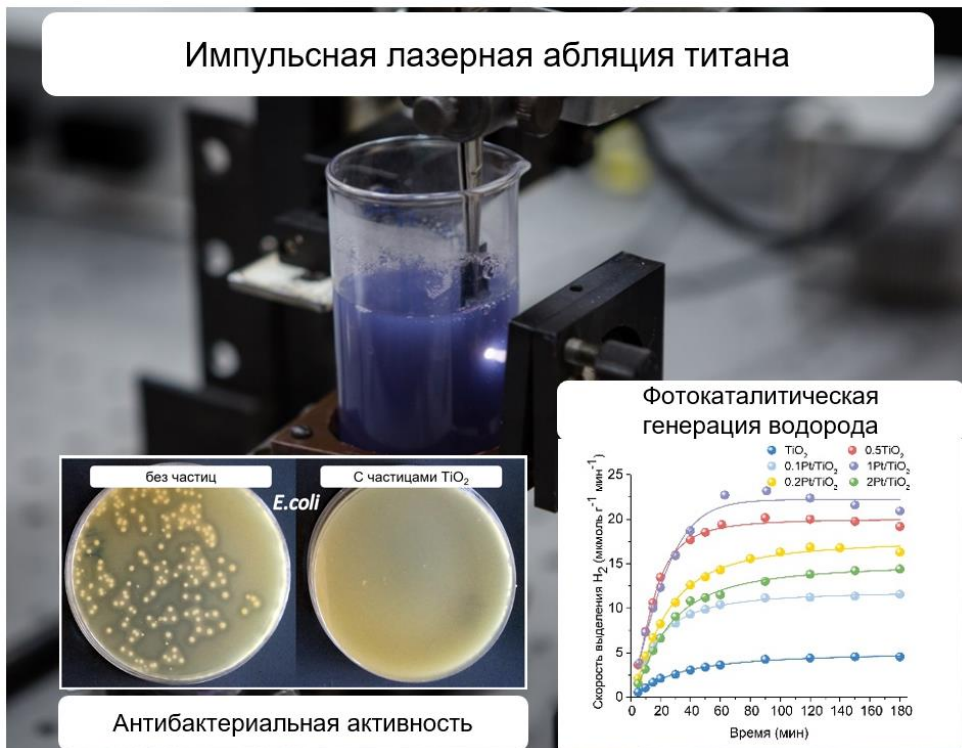 Импульсная лазерная абляция титана
без частиц
С частицами TiO₂
E.coli
Антибактериальная активность
Фотокаталитическая
генерация водорода
TiO₂
0.5TiO₂
0.1Pt/TiO₂
1Pt/TiO₂
0.2Pt/TiO₂
2Pt/TiO₂
Скорость выделения H₂ (мкмоль г⁻¹ мин⁻¹)
25
20
15
10
5
0
0 20 40 60 80 100 120 140 160 180
Время (мин)